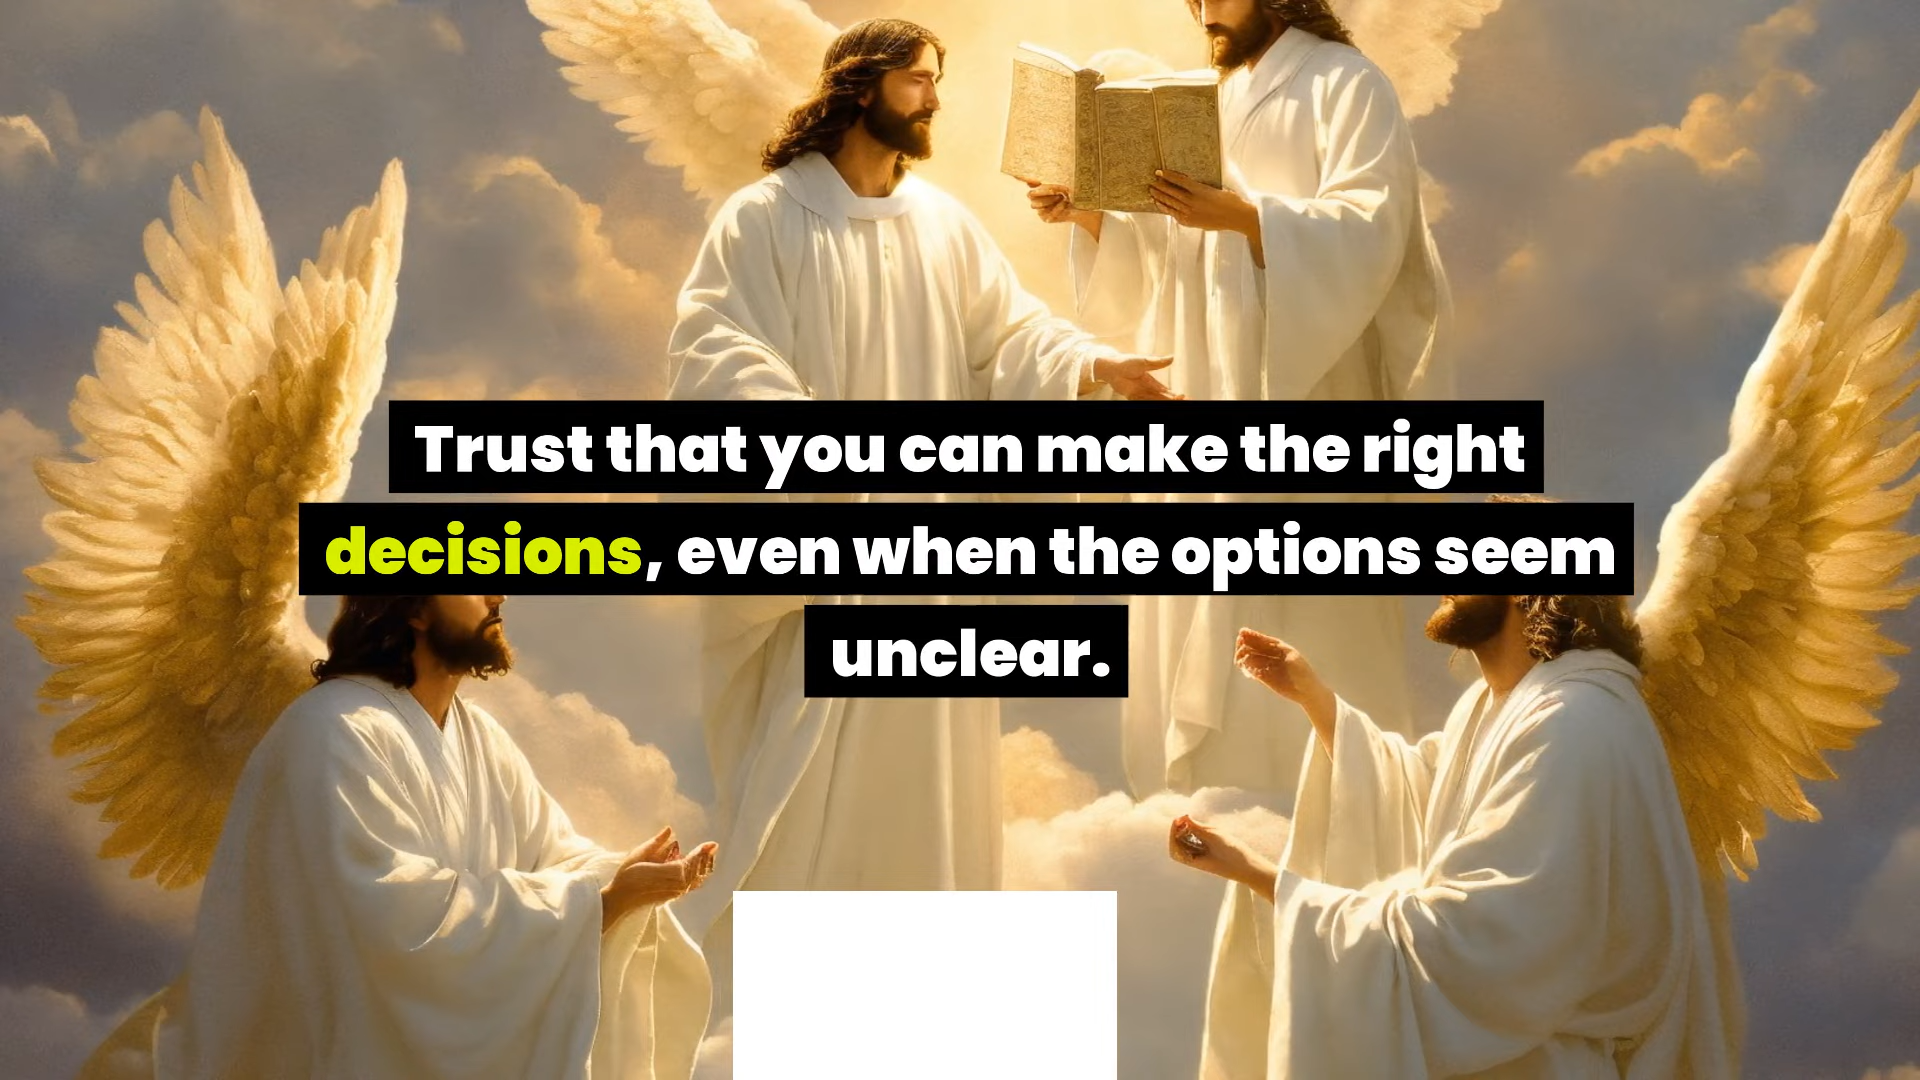 Trust that you can make the right
decisions, even when the options seem
unclear.